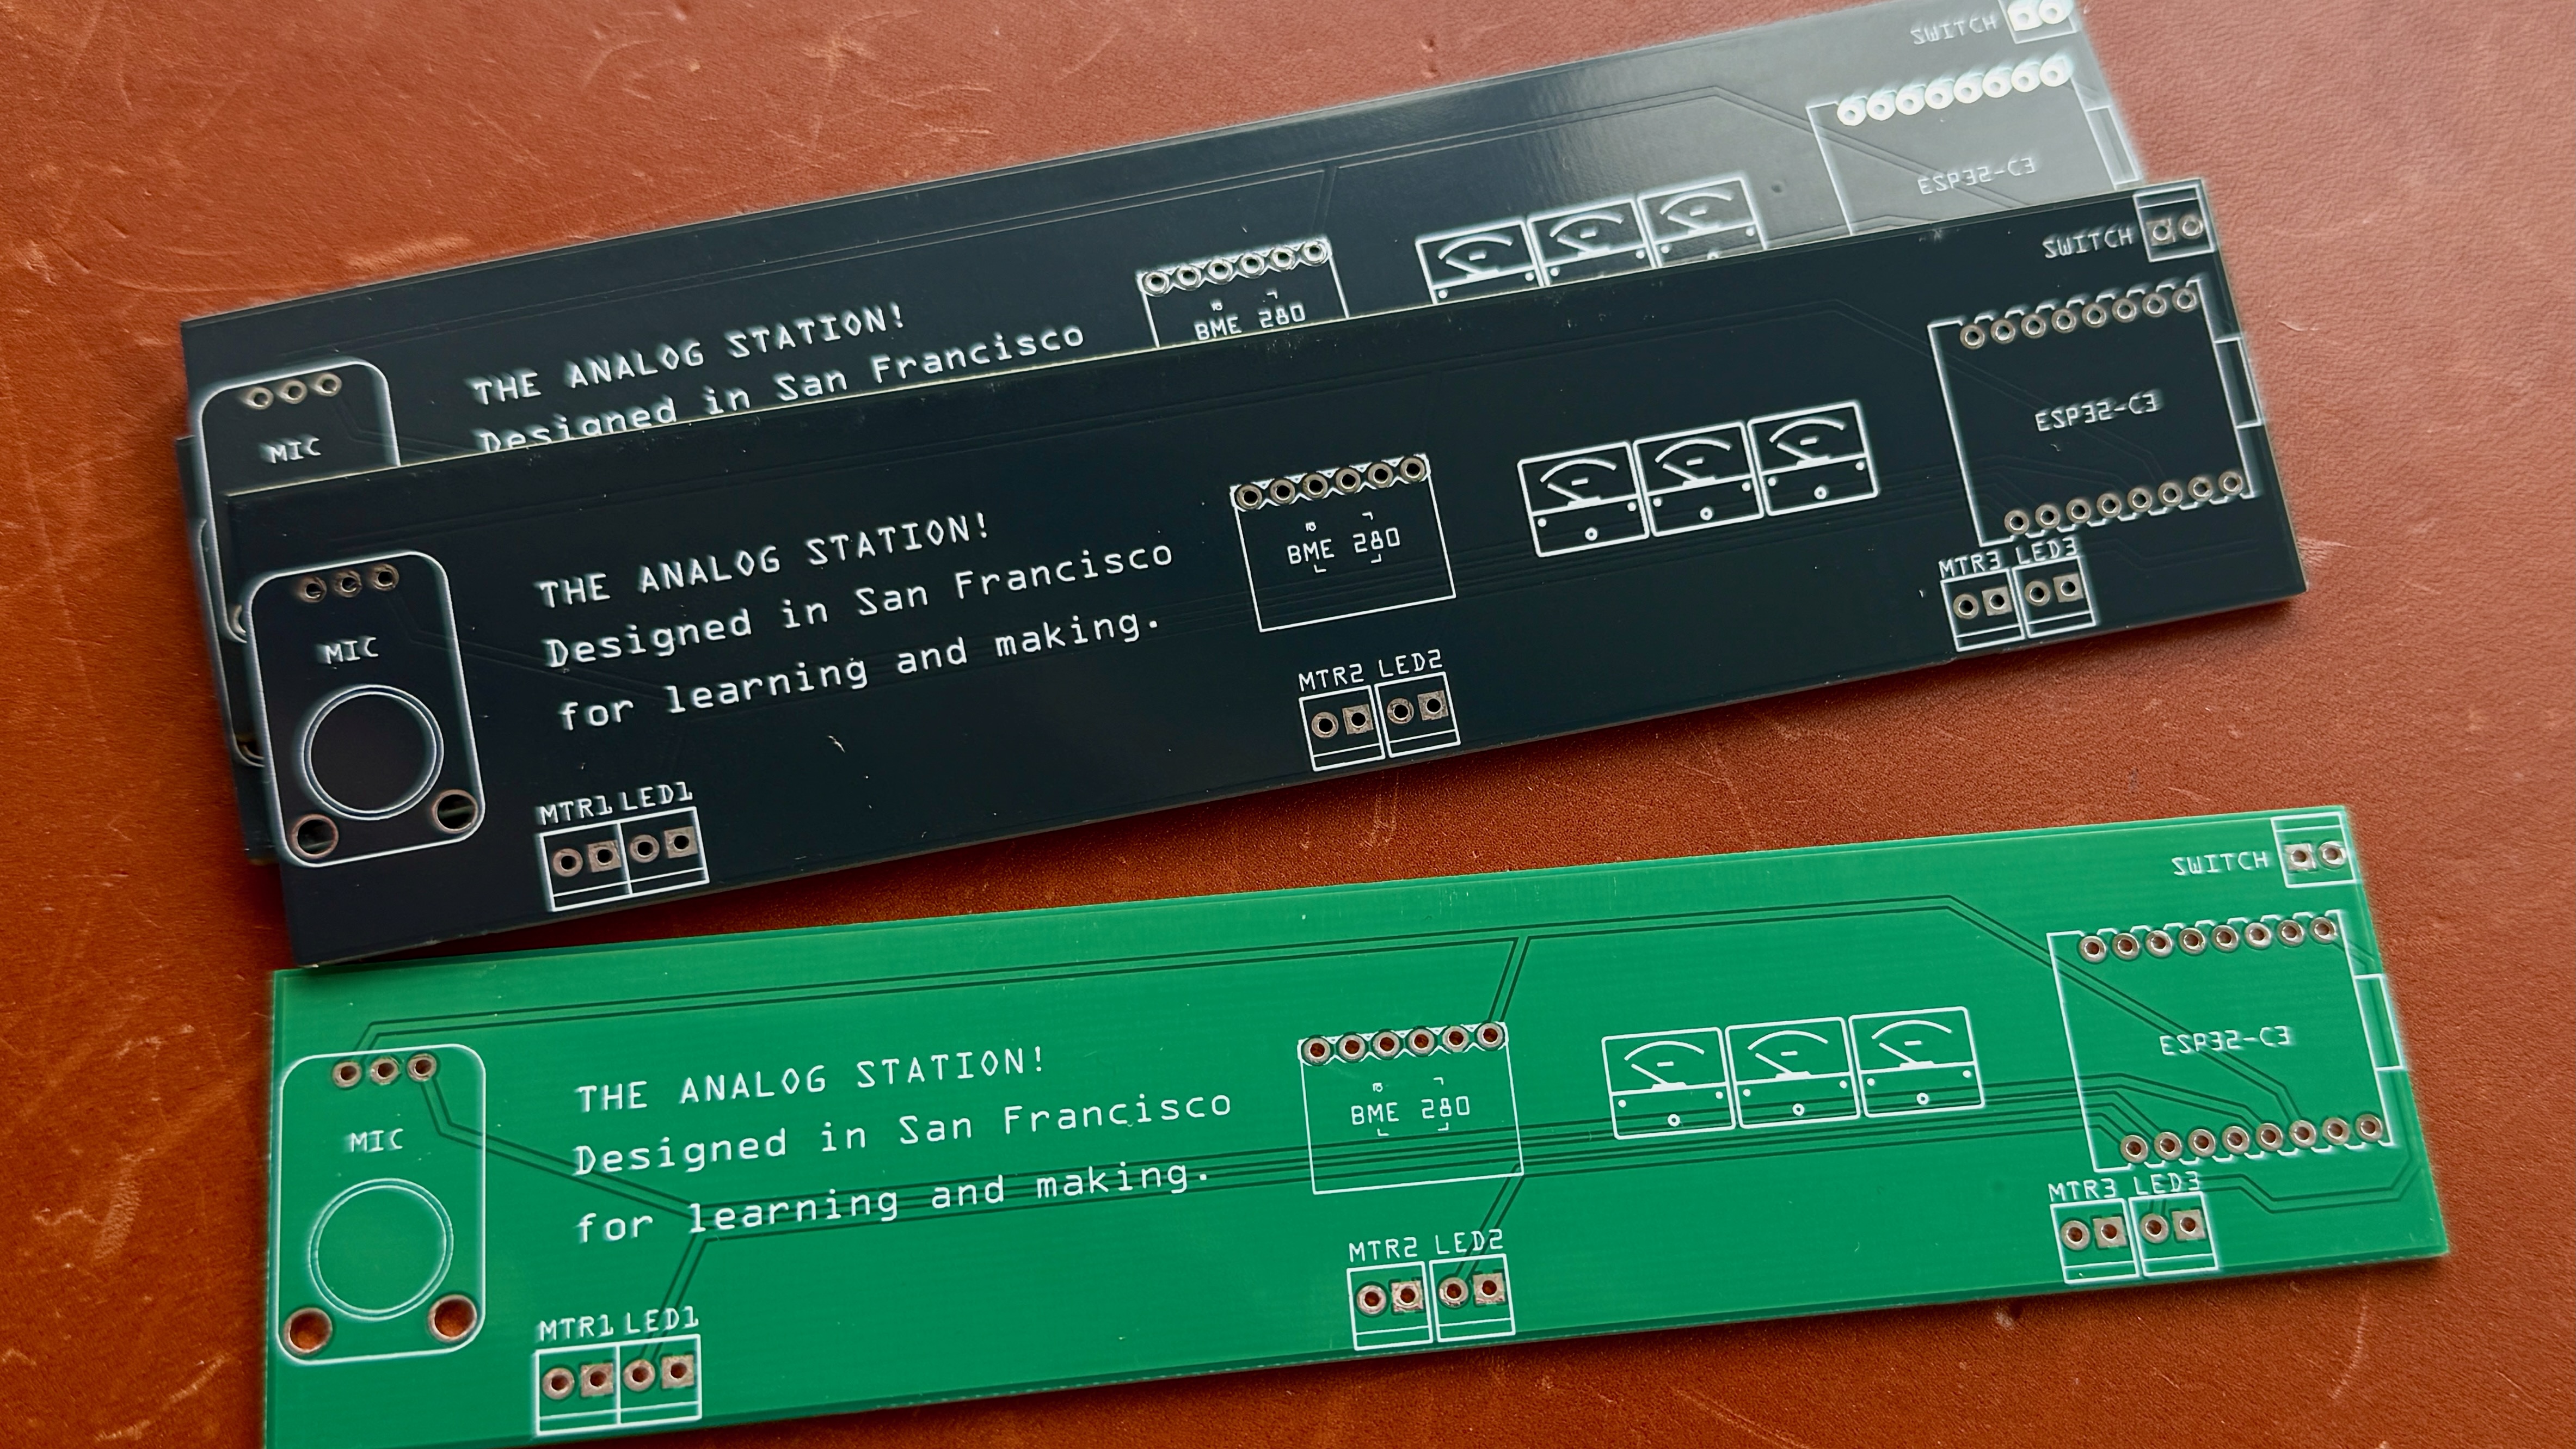 SWITCH
ESP32-C3
BME 280
THE ANALOG STATION!
Designed in San Francisco
MIC
SWITCH
ESP32-C3
BME 280
THE ANALOG STATION!
Designed in San Francisco
for learning and making.
MIC
MTR3 LED3
MTR2 LED2
MTR1 LED1
SWITCH
ESP32-C3
BME 280
THE ANALOG STATION!
Designed in San Francisco
for learning and making.
MIC
MTR3 LED3
MTR2 LED2
MTR1 LED1